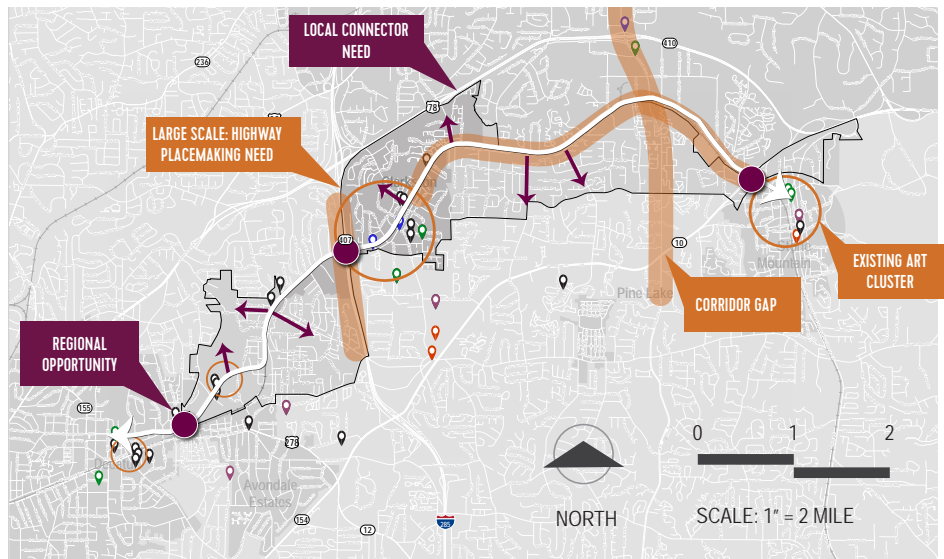 LOCAL CONNECTOR
NEED
410
236
78
LARGE SCALE: HIGHWAY
PLACEMAKING NEED
407
10
EXISTING ART
CLUSTER
Mountain
Pine Lake
CORRIDOR GAP
REGIONAL
OPPORTUNITY
155
278
Avondale
Estates
154
12
285
NORTH
0 1 2
SCALE: 1" = 2 MILE